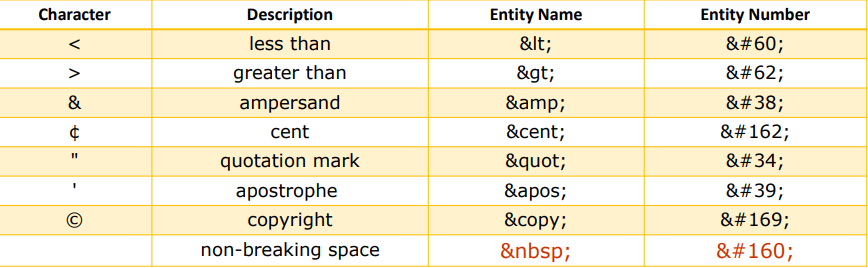 Character Description Entity Name Entity Number
< less than &lt; &#60;
> greater than &gt; &#62;
& ampersand &amp; &#38;
¢ cent &cent; &#162;
" quotation mark &quot; &#34;
' apostrophe &apos; &#39;
© copyright &copy; &#169;
non-breaking space &nbsp; &#160;